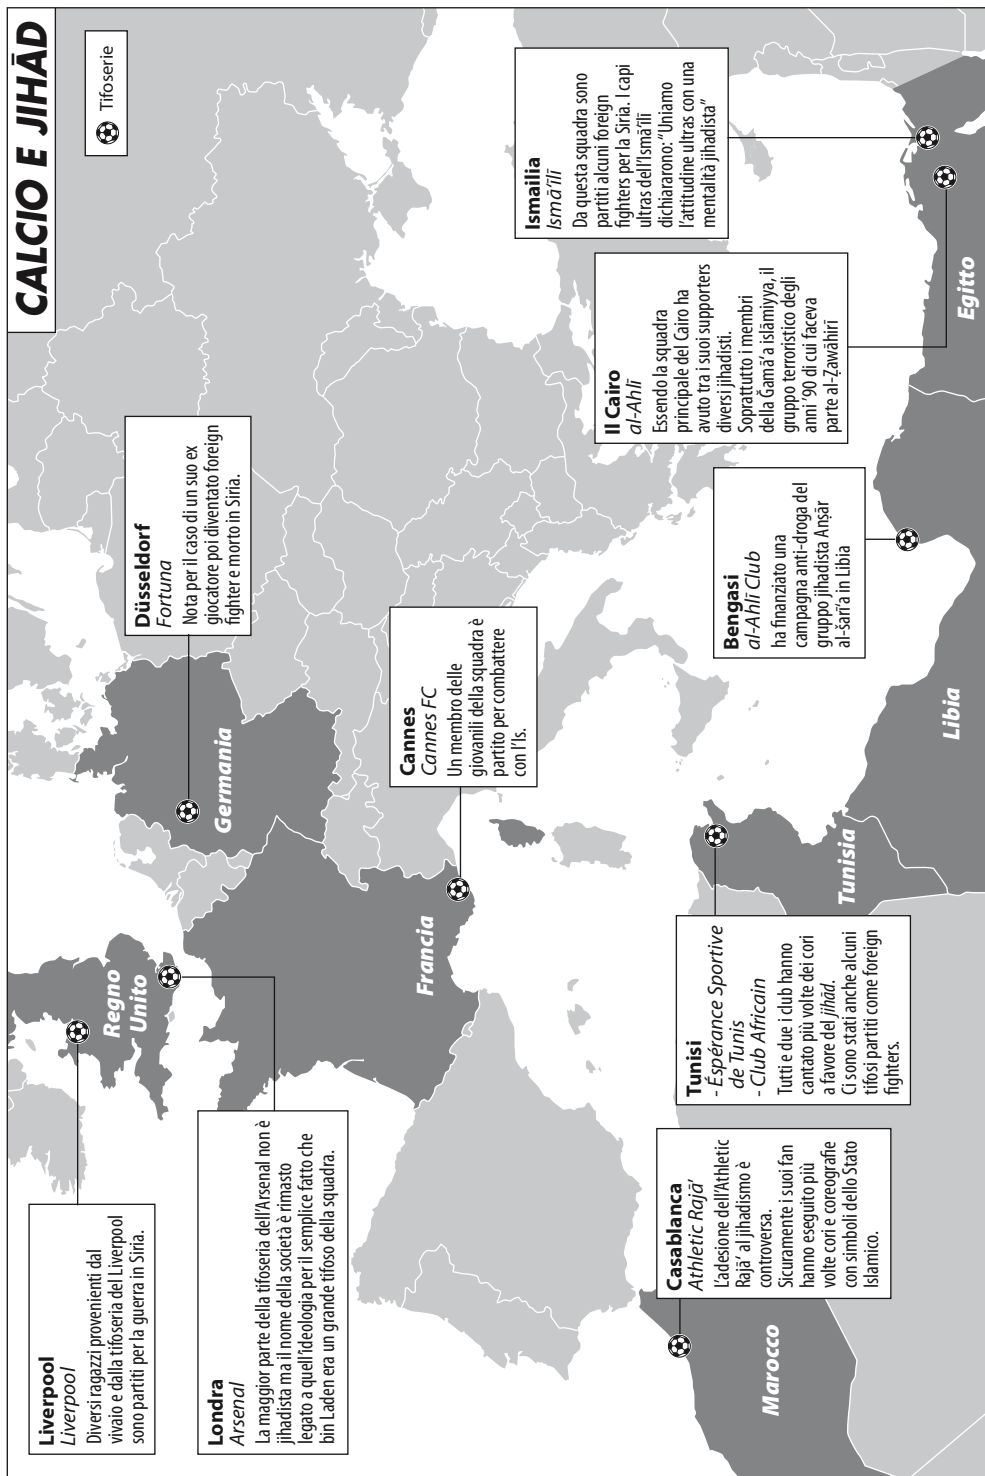 CALCIO E JIHĀD
Tifoserie
Liverpool
Liverpool
Diversi ragazzi provenienti dal
vivaio e dalla tifoseria del Liverpool
sono partiti per la guerra in Siria.
Londra
Arsenal
La maggior parte della tifoseria dell'Arsenal non è
jihadista ma il nome della società è rimasto
legato a quell'ideologia per il semplice fatto che
bin Laden era un grande tifoso della squadra.
Regno
Unito
Düsseldorf
Fortuna
Nota per il caso di un suo ex
giocatore poi diventato foreign
fighter e morto in Siria.
Germania
Francia
Cannes
Cannes FC
Un membro delle
giovanili della squadra è
partito per combattere
con l'Is.
Casablanca
Athletic Rajā'
L'adesione dell'Athletic
Rajā' al jihadismo è
controversa.
Sicuramente i suoi fan
hanno eseguito più
volte cori e coreografie
con simboli dello Stato
Islamico.
Marocco
Tunisi
- Éspérance Sportive
de Tunis
- Club Africain
Tutti e due i club hanno
cantato più volte dei cori
a favore del jihād.
Ci sono stati anche alcuni
tifosi partiti come foreign
fighters.
Tunisia
Bengasi
al-Ahlī Club
ha finanziato una
campagna anti-droga del
gruppo jihadista Anṣār
al-šarī'a in Libia
Libia
Il Cairo
al-Ahlī
Essendo la squadra
principale del Cairo ha
avuto tra i suoi supporters
diversi jihadisti.
Soprattutto i membri
della Ğamā'a islāmiyya, il
gruppo terroristico degli
anni '90 di cui faceva
parte al-Ẓawāhirī
Ismailia
Ismā'īlī
Da questa squadra sono
partiti alcuni foreign
fighters per la Siria. I capi
ultras dell'Ismā'īlī
dichiararono: "Uniamo
l'attitudine ultras con una
mentalità jihadista"
Egitto